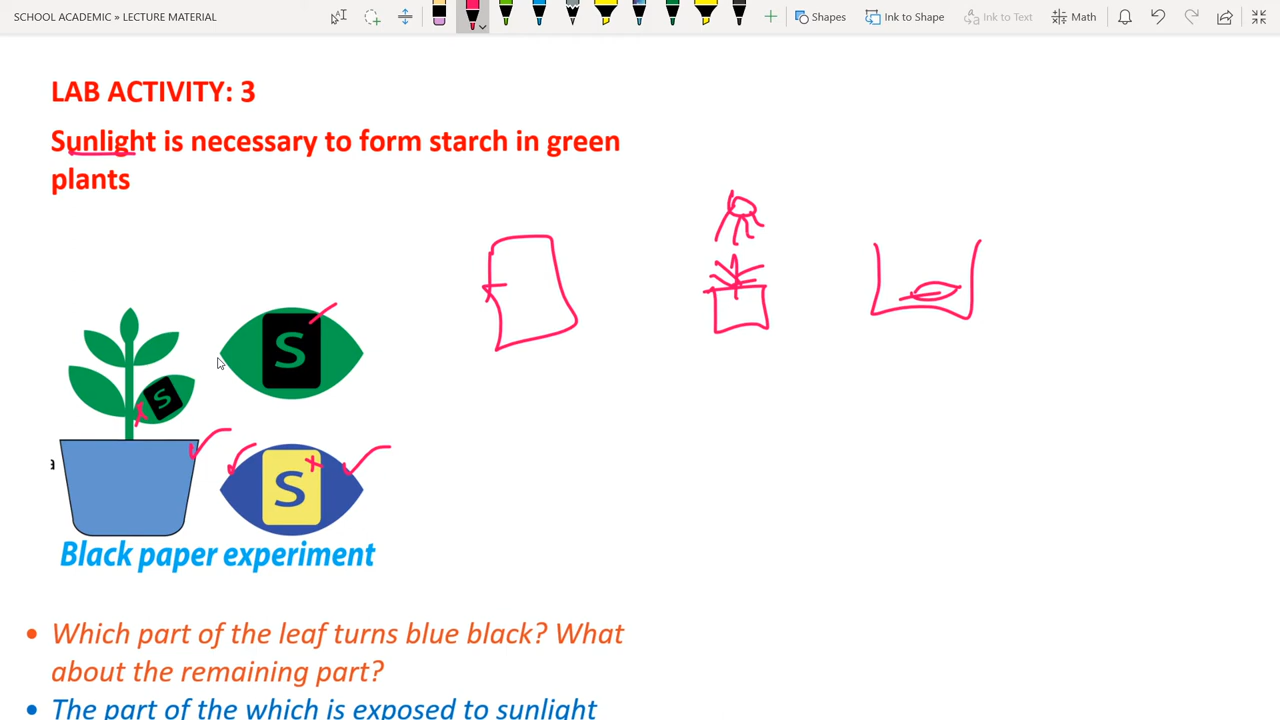 SCHOOL ACADEMIC » LECTURE MATERIAL
Shapes
Ink to Shape
Ink to Text
Math
LAB ACTIVITY: 3
Sunlight is necessary to form starch in green
plants
S
S
a
S
Black paper experiment
• Which part of the leaf turns blue black? What
about the remaining part?
• The part of the which is exposed to sunlight